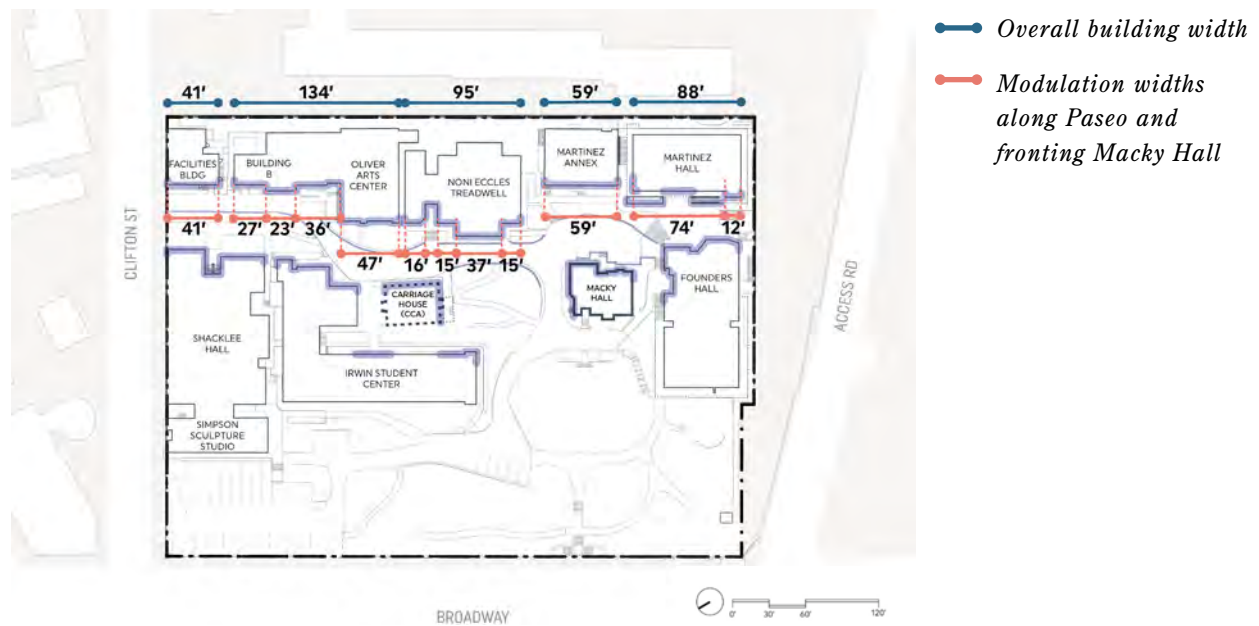 Overall building width
Modulation widths
along Paseo and
fronting Macky Hall
41' 134' 95' 59' 88'
FACILITIES
BLDG
BUILDING
B
OLIVER
ARTS
CENTER
NONI ECCLES
TREADWELL
MARTINEZ
ANNEX
MARTINEZ
HALL
41' 27' 23' 36' 59' 74' 12'
47' 16' 15' 37' 15'
CLIFTON ST
SHACKLEE
HALL
CARRIAGE
HOUSE
(CCA)
MACKY
HALL
FOUNDERS
HALL
ACCESS RD
IRWIN STUDENT
CENTER
SIMPSON
SCULPTURE
STUDIO
BROADWAY
0' 30' 60' 120'